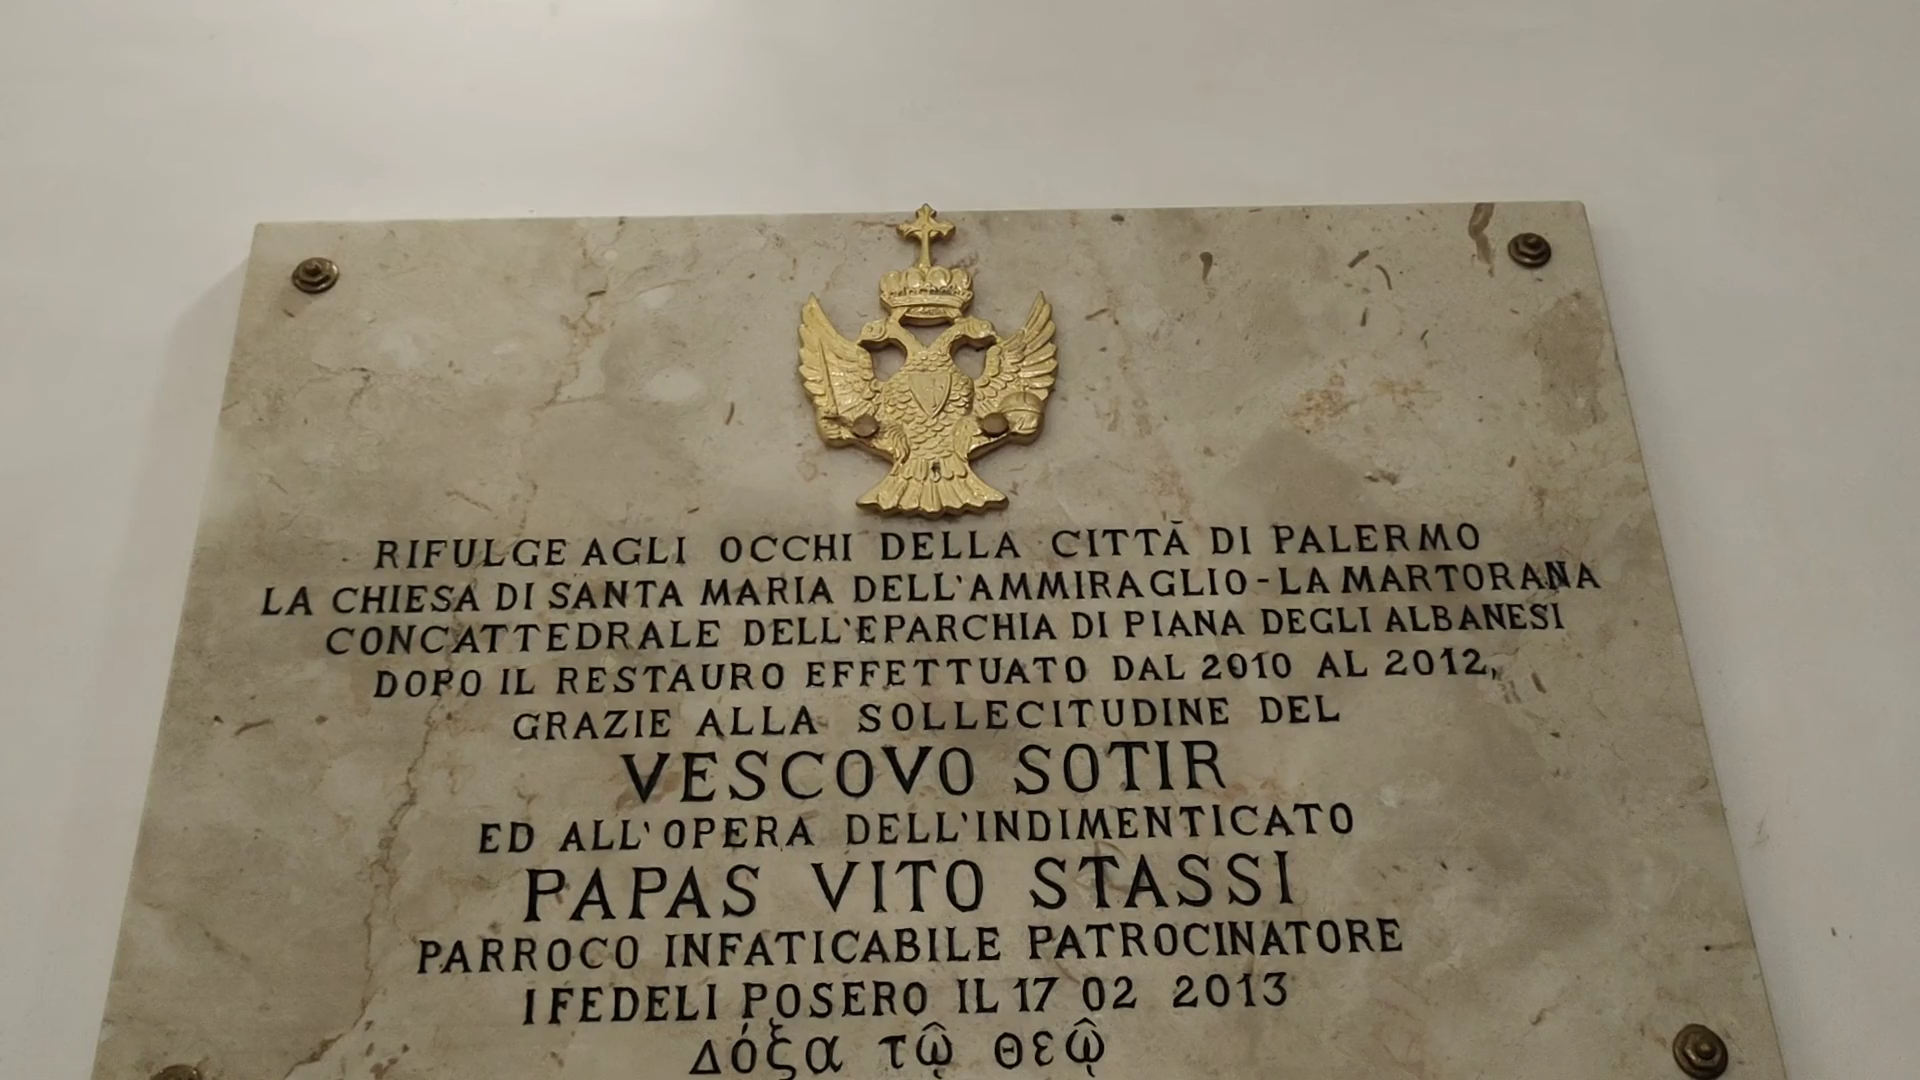 RIFULGE AGLI OCCHI DELLA CITTÀ DI PALERMO
LA CHIESA DI SANTA MARIA DELL'AMMIRAGLIO-LA MARTORANA
CONCATTEDRALE DELL'EPARCHIA DI PIANA DEGLI ALBANESI
DOPO IL RESTAURO EFFETTUATO DAL 2010 AL 2012,
GRAZIE ALLA SOLLECITUDINE DEL
VESCOVO SOTIR
ED ALL'OPERA DELL'INDIMENTICATO
PAPAS VITO STASSI
PARROCO INFATICABILE PATROCINATORE
I FEDELI POSERO IL 17 02 2013
Δόξα τῷ Θεῷ